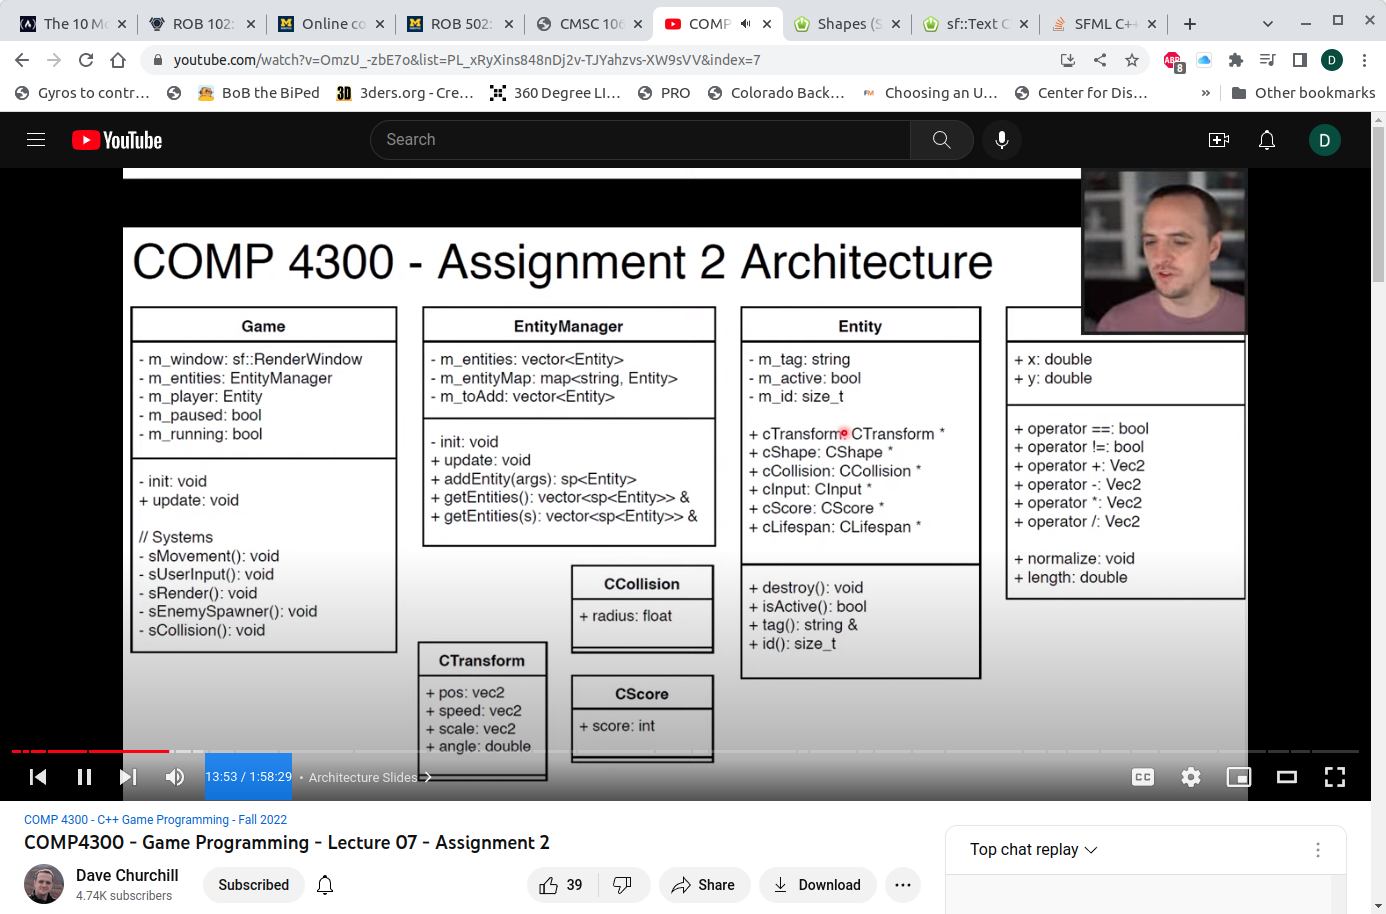 The 10 Mo
ROB 102:
Online co
ROB 502:
CMSC 106
COMP
Shapes (S
sf::Text C
SFML C++
youtube.com/watch?v=OmzU_-zbE7o&list=PL_xRyXins848nDj2v-TJYahzvs-XW9sVV&index=7
ABP
8
D
Gyros to contr...
BoB the BiPed
3D
3ders.org - Cre...
360 Degree LI...
PRO
Colorado Back...
FM
Choosing an U...
Center for Dis...
»
Other bookmarks
YouTube
Search
D
COMP 4300 - Assignment 2 Architecture
Game
- m_window: sf::RenderWindow
- m_entities: EntityManager
- m_player: Entity
- m_paused: bool
- m_running: bool
- init: void
+ update: void
// Systems
- sMovement(): void
- sUserInput(): void
- sRender(): void
- sEnemySpawner(): void
- sCollision(): void
EntityManager
- m_entities: vector<Entity>
- m_entityMap: map<string, Entity>
- m_toAdd: vector<Entity>
- init: void
+ update: void
+ addEntity(args): sp<Entity>
+ getEntities(): vector<sp<Entity>> &
+ getEntities(s): vector<sp<Entity>> &
Entity
- m_tag: string
- m_active: bool
- m_id: size_t
+ cTransform: CTransform *
+ cShape: CShape *
+ cCollision: CCollision *
+ cInput: CInput *
+ cScore: CScore *
+ cLifespan: CLifespan *
+ destroy(): void
+ isActive(): bool
+ tag(): string &
+ id(): size_t
+ x: double
+ y: double
+ operator ==: bool
+ operator !=: bool
+ operator +: Vec2
+ operator -: Vec2
+ operator *: Vec2
+ operator /: Vec2
+ normalize: void
+ length: double
CCollision
+ radius: float
CTransform
+ pos: vec2
+ speed: vec2
+ scale: vec2
+ angle: double
CScore
+ score: int
13:53 / 1:58:29 • Architecture Slides
CC
COMP 4300 - C++ Game Programming - Fall 2022
COMP4300 - Game Programming - Lecture 07 - Assignment 2
Dave Churchill
4.74K subscribers
Subscribed
39
Share
Download
Top chat replay